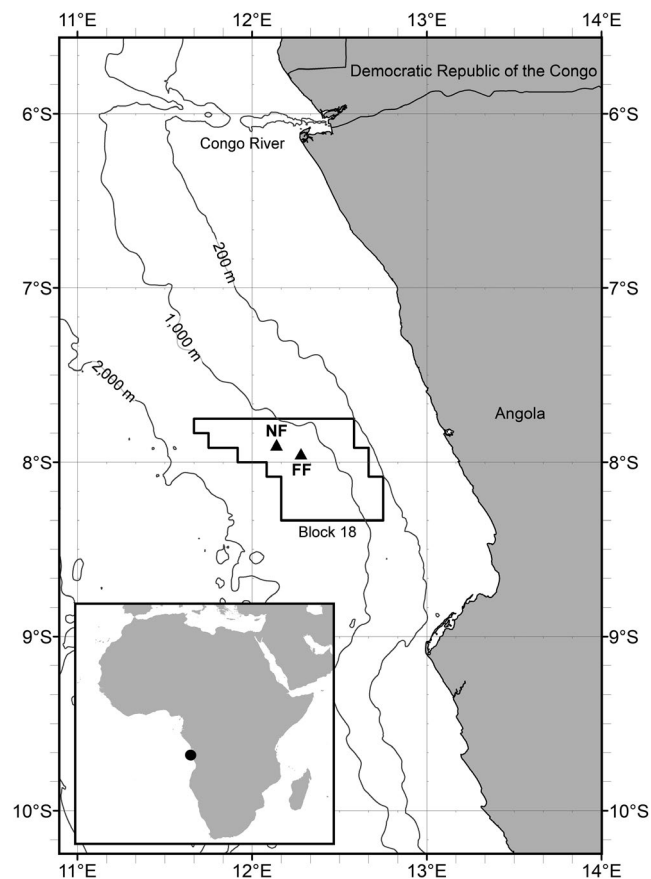 11°E 12°E 13°E 14°E
Democratic Republic of the Congo
6°S 6°S
Congo River
200 m
7°S 7°S
1,000 m
2,000 m
Angola
NF
8°S 8°S
FF
Block 18
9°S 9°S
10°S 10°S
11°E 12°E 13°E 14°E